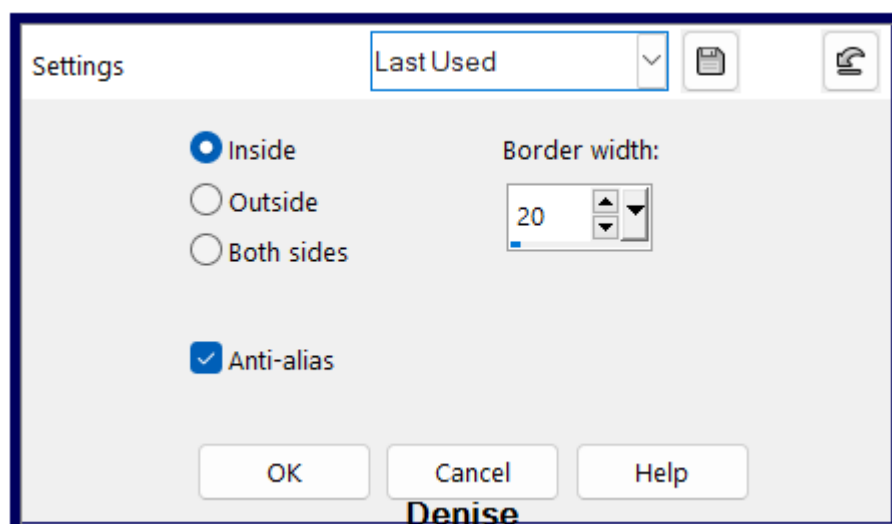 Settings
Last Used
Inside
Border width:
Outside
20
Both sides
Anti-alias
OK
Cancel
Help
Denise